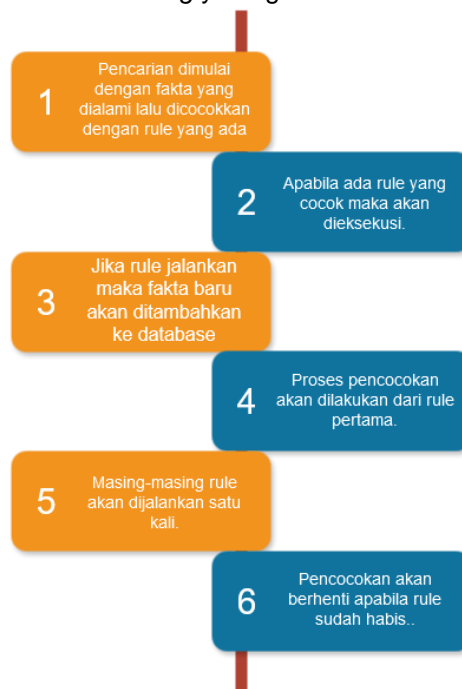 1
Pencarian dimulai
dengan fakta yang
dialami lalu dicocokkan
dengan rule yang ada
2
Apabila ada rule yang
cocok maka akan
dieksekusi.
3
Jika rule jalankan
maka fakta baru
akan ditambahkan
ke database
4
Proses pencocokan
akan dilakukan dari rule
pertama.
5
Masing-masing rule
akan dijalankan satu
kali.
6
Pencocokan akan
berhenti apabila rule
sudah habis..